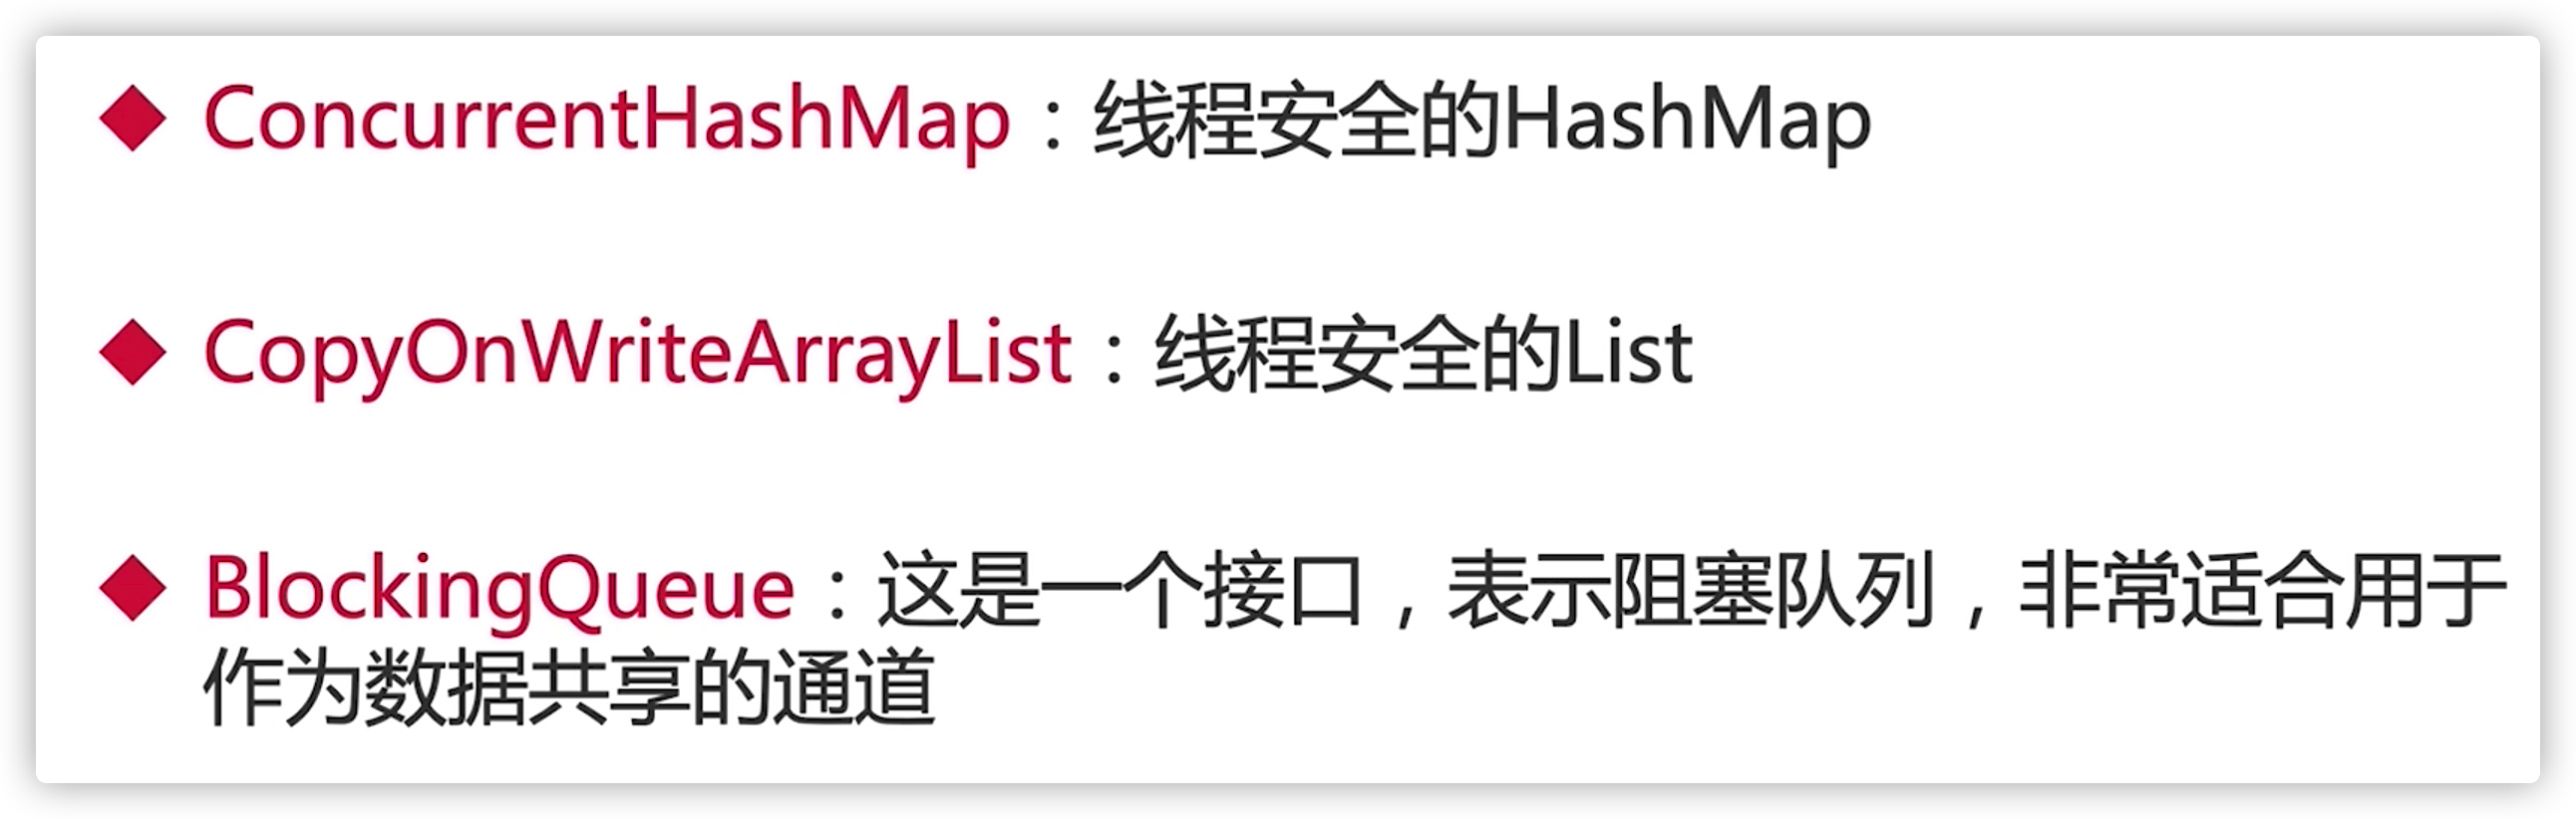 ConcurrentHashMap：线程安全的HashMap
CopyOnWriteArrayList：线程安全的List
BlockingQueue：这是一个接口，表示阻塞队列，非常适合用于
作为数据共享的通道